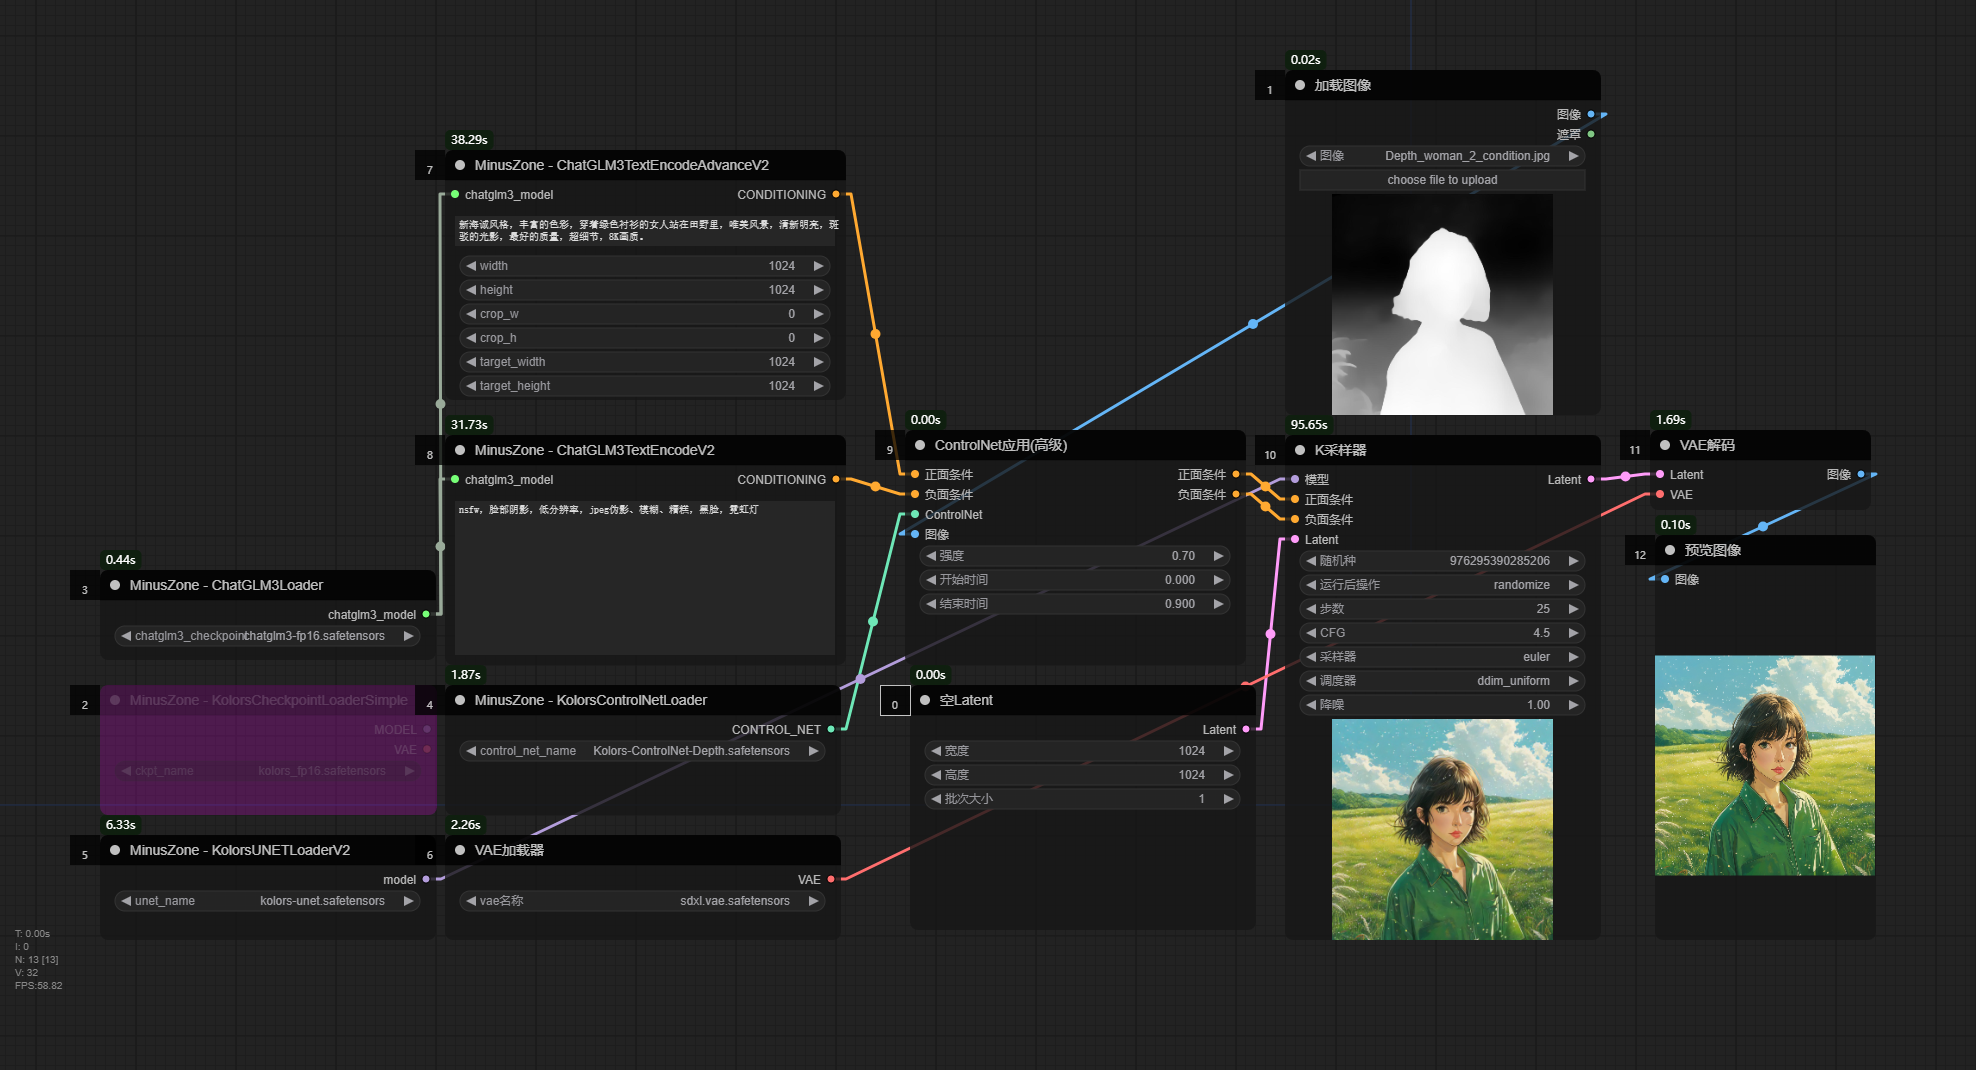 0.02s
1
加载图像
图像
遮罩
图像 Depth_woman_2_condition.jpg
choose file to upload
38.29s
7
MinusZone - ChatGLM3TextEncodeAdvanceV2
chatglm3_model CONDITIONING
新海诚风格，丰富的色彩，穿着绿色衬衫的女人站在田野里，唯美风景，清新明亮，斑
驳的光影，最好的质量，超细节，8K画质。
width 1024
height 1024
crop_w 0
crop_h 0
target_width 1024
target_height 1024
31.73s
8
MinusZone - ChatGLM3TextEncodeV2
chatglm3_model CONDITIONING
nsfw，脸部阴影，低分辨率，jpeg伪影、模糊、糟糕，黑脸，霓虹灯
0.00s
9
ControlNet应用(高级)
正面条件 正面条件
负面条件 负面条件
ControlNet
图像
强度 0.70
开始时间 0.000
结束时间 0.900
95.65s
10
K采样器
模型 Latent
正面条件
负面条件
Latent
随机种 976295390285206
运行后操作 randomize
步数 25
CFG 4.5
采样器 euler
调度器 ddim_uniform
降噪 1.00
1.69s
11
VAE解码
Latent 图像
VAE
0.10s
12
预览图像
图像
0.44s
3
MinusZone - ChatGLM3Loader
chatglm3_model
chatglm3_checkpoint chatglm3-fp16.safetensors
2
MinusZone - KolorsCheckpointLoaderSimple
MODEL
VAE
ckpt_name kolors_fp16.safetensors
1.87s
4
MinusZone - KolorsControlNetLoader
CONTROL_NET
control_net_name Kolors-ControlNet-Depth.safetensors
0.00s
0
空Latent
Latent
宽度 1024
高度 1024
批次大小 1
6.33s
5
MinusZone - KolorsUNETLoaderV2
model
unet_name kolors-unet.safetensors
2.26s
6
VAE加载器
VAE
vae名称 sdxl.vae.safetensors
T: 0.00s
I: 0
N: 13 [13]
V: 32
FPS:58.82